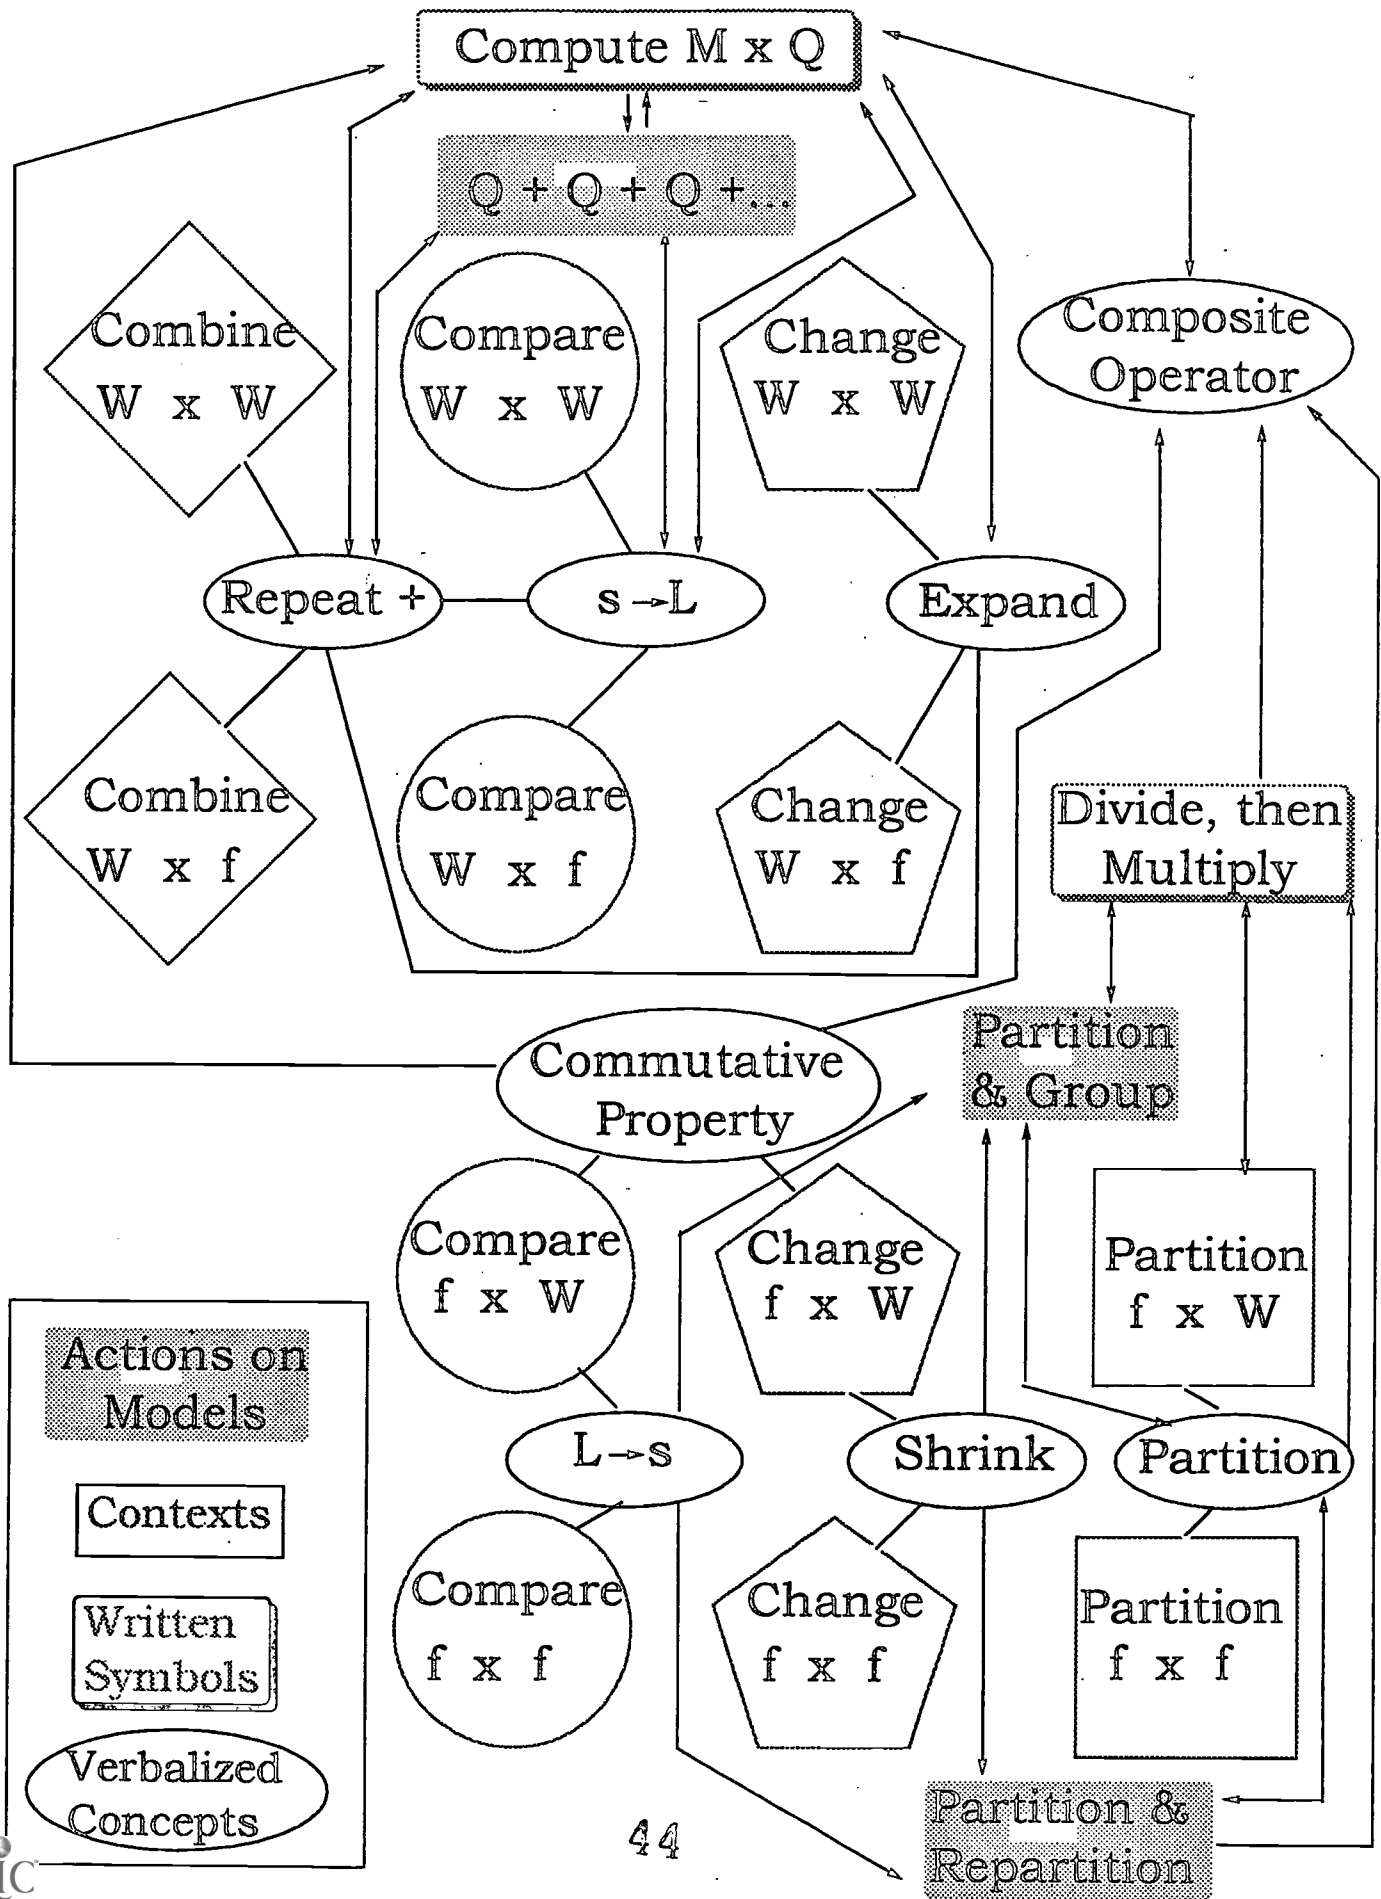 Compute M x Q
Q + Q + Q +...
Combine
W x W
Compare
W x W
Change
W x W
Composite
Operator
Repeat +
s→L
Expand
Combine
W x f
Compare
W x f
Change
W x f
Divide, then
Multiply
Commutative
Property
Partition
& Group
Compare
f x W
Change
f x W
Partition
f x W
Actions on
Models
L→s
Shrink
Partition
Contexts
Compare
f x f
Change
f x f
Partition
f x f
Written
Symbols
Verbalized
Concepts
Partition &
Repartition
44